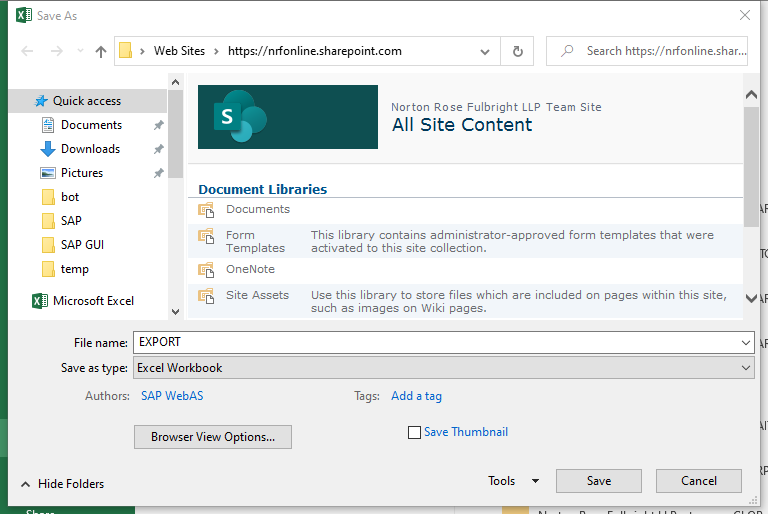 Save As
Web Sites
https://nrfonline.sharepoint.com
Search https://nrfonline.shar...
Quick access
Documents
Downloads
Pictures
bot
SAP
SAP GUI
temp
Microsoft Excel
S
Norton Rose Fulbright LLP Team Site
All Site Content
Document Libraries
Documents
Form Templates
This library contains administrator-approved form templates that were
activated to this site collection.
OneNote
Site Assets
Use this library to store files which are included on pages within this site,
such as images on Wiki pages.
File name: EXPORT
Save as type: Excel Workbook
Authors: SAP WebAS
Tags: Add a tag
Browser View Options...
Save Thumbnail
Hide Folders
Tools
Save
Cancel